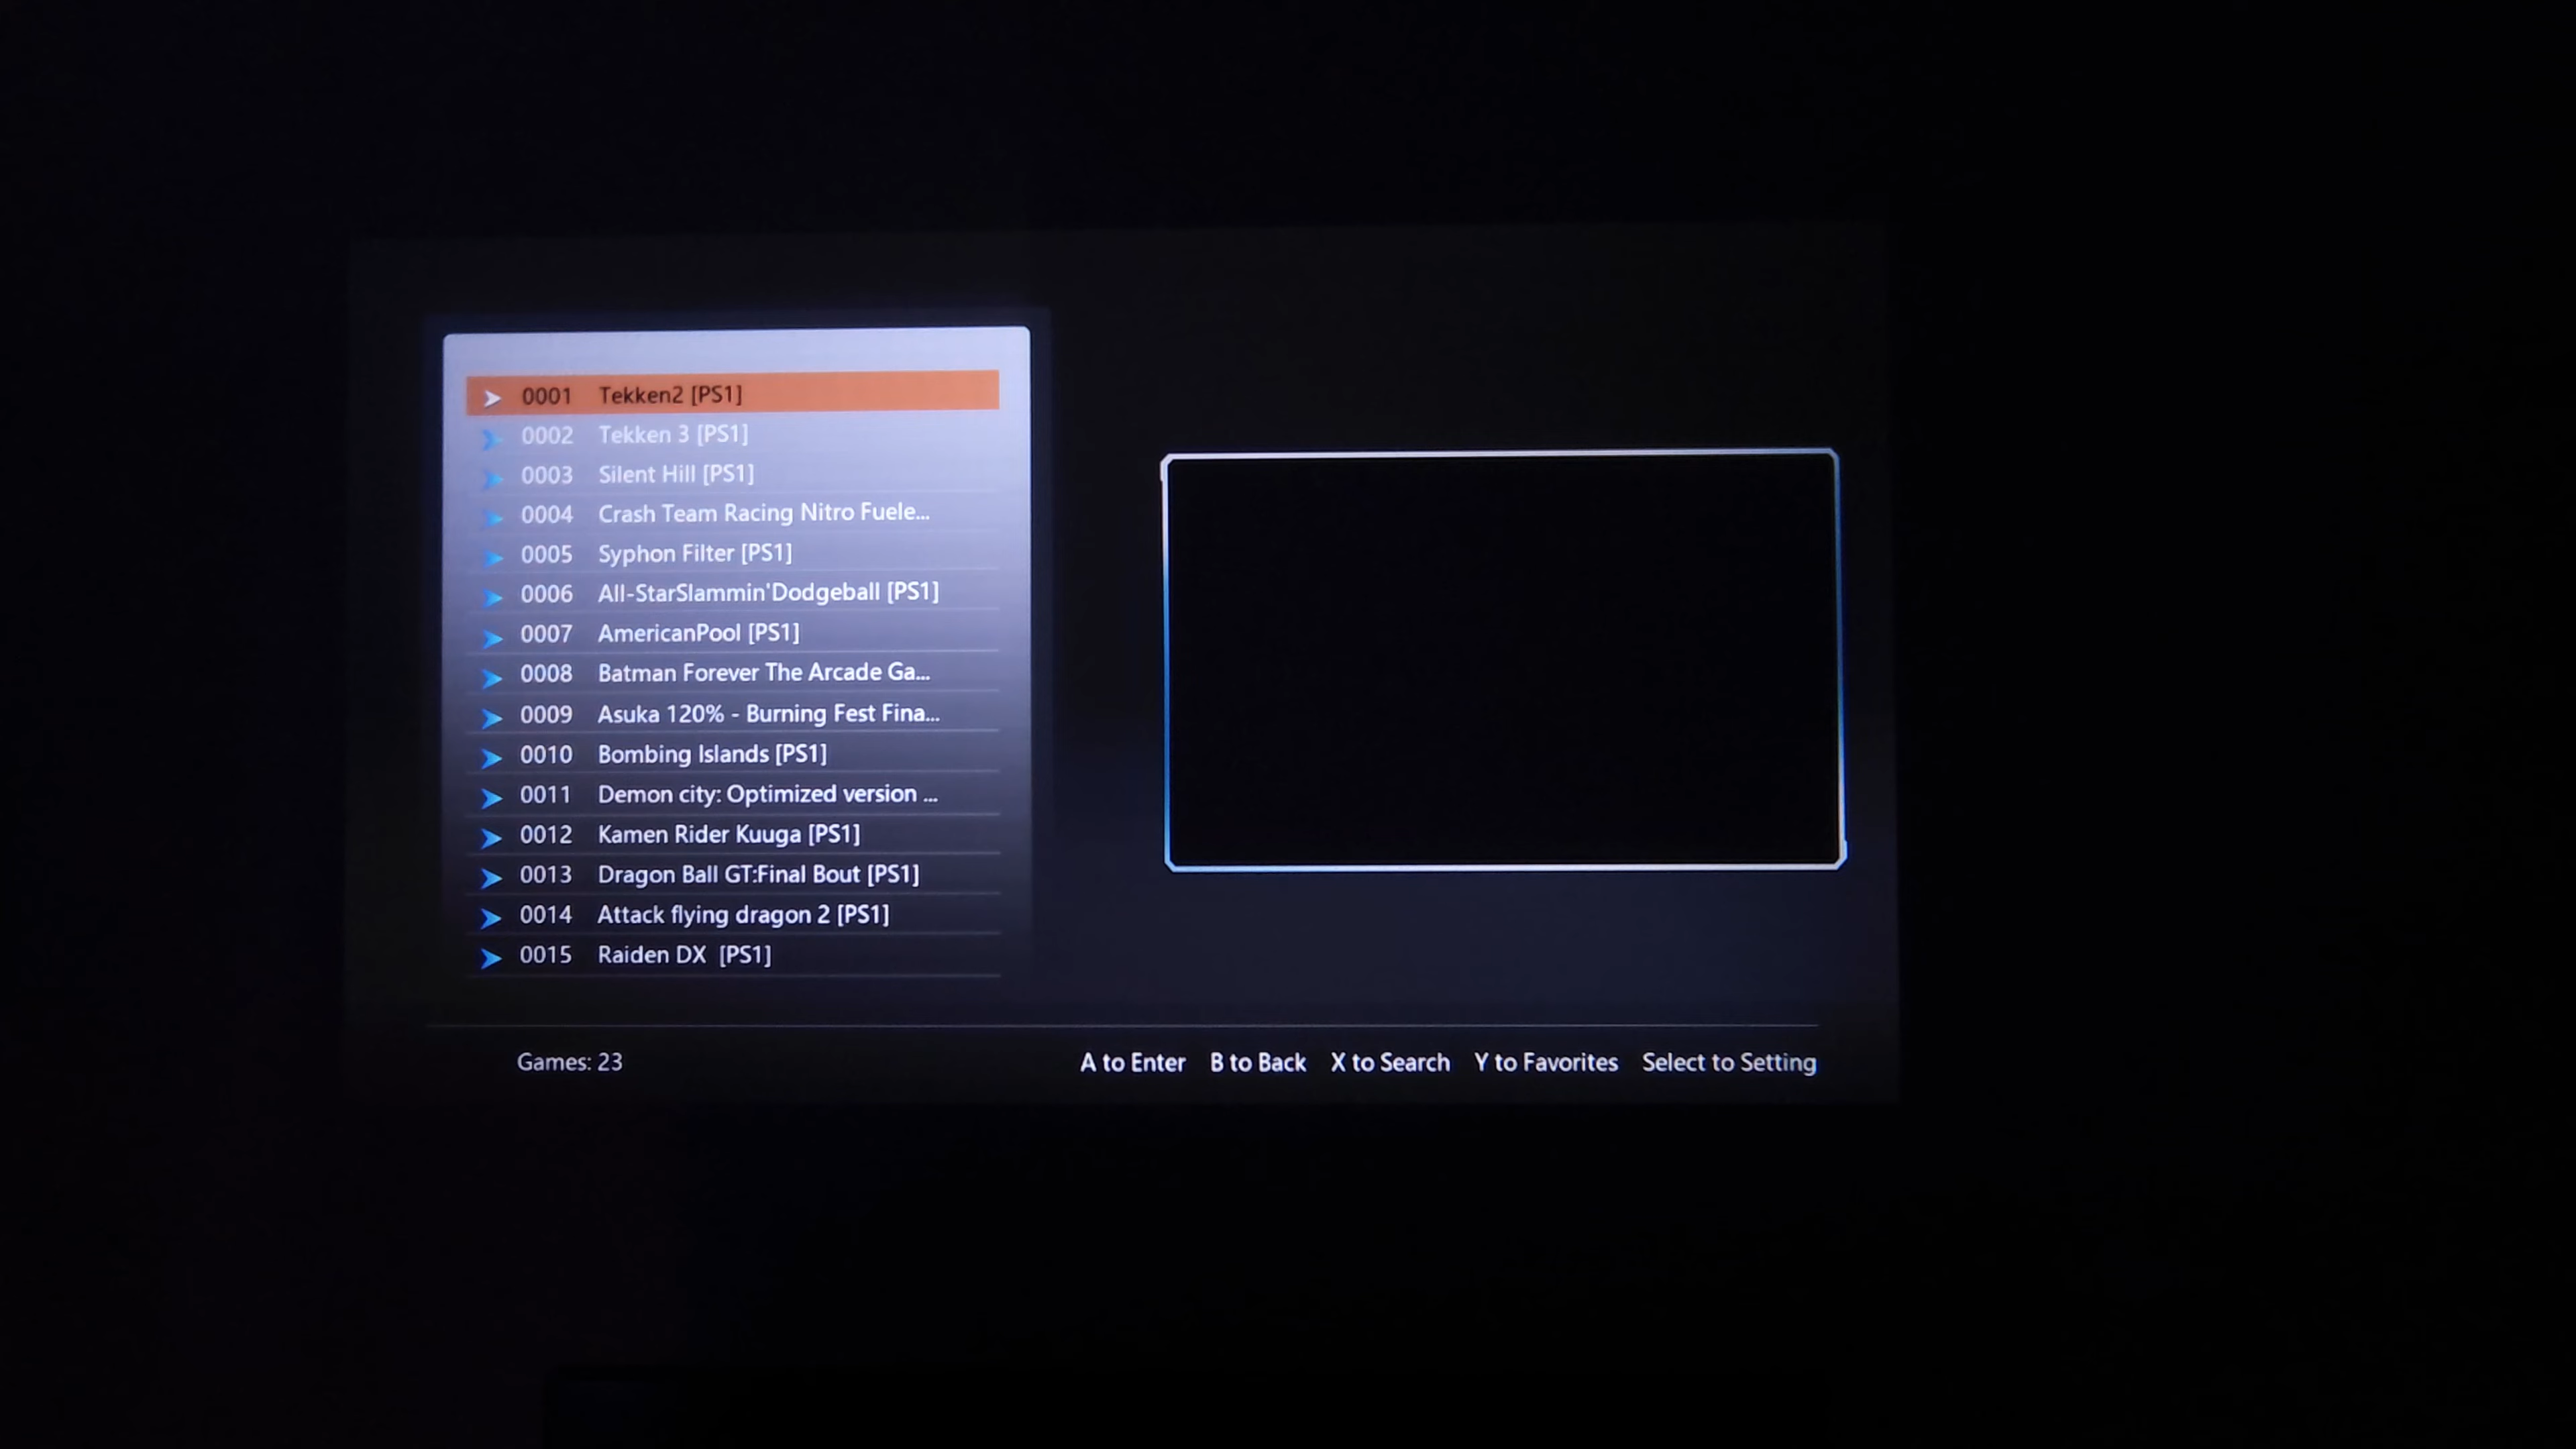 0001 Tekken2 [PS1]
0002 Tekken 3 [PS1]
0003 Silent Hill [PS1]
0004 Crash Team Racing Nitro Fuele...
0005 Syphon Filter [PS1]
0006 All-StarSlammin'Dodgeball [PS1]
0007 AmericanPool [PS1]
0008 Batman Forever The Arcade Ga...
0009 Asuka 120% - Burning Fest Fina...
0010 Bombing Islands [PS1]
0011 Demon city: Optimized version ...
0012 Kamen Rider Kuuga [PS1]
0013 Dragon Ball GT:Final Bout [PS1]
0014 Attack flying dragon 2 [PS1]
0015 Raiden DX  [PS1]
Games: 23 A to Enter B to Back X to Search Y to Favorites Select to Setting